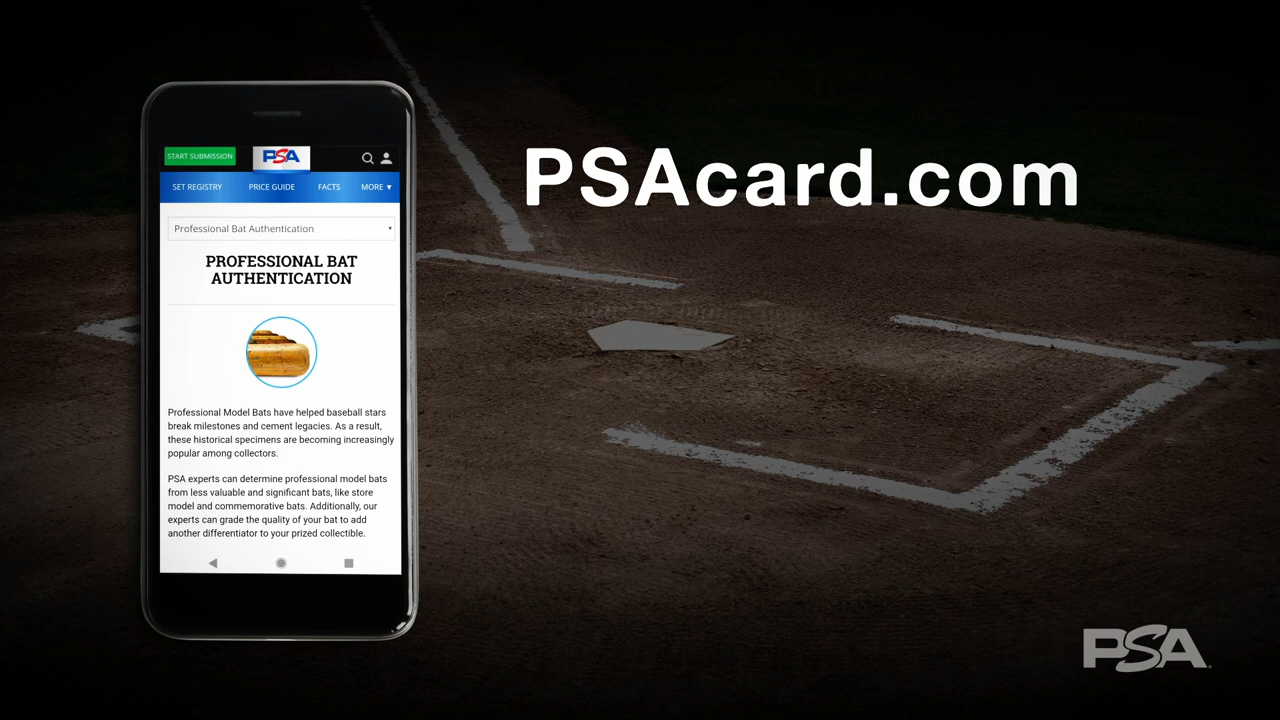 START SUBMISSION
PSA
SET REGISTRY PRICE GUIDE FACTS MORE ▼
Professional Bat Authentication
PROFESSIONAL BAT
AUTHENTICATION
Professional Model Bats have helped baseball stars
break milestones and cement legacies. As a result,
these historical specimens are becoming increasingly
popular among collectors.
PSA experts can determine professional model bats
from less valuable and significant bats, like store
model and commemorative bats. Additionally, our
experts can grade the quality of your bat to add
another differentiator to your prized collectible.
PSAcard.com
PSA